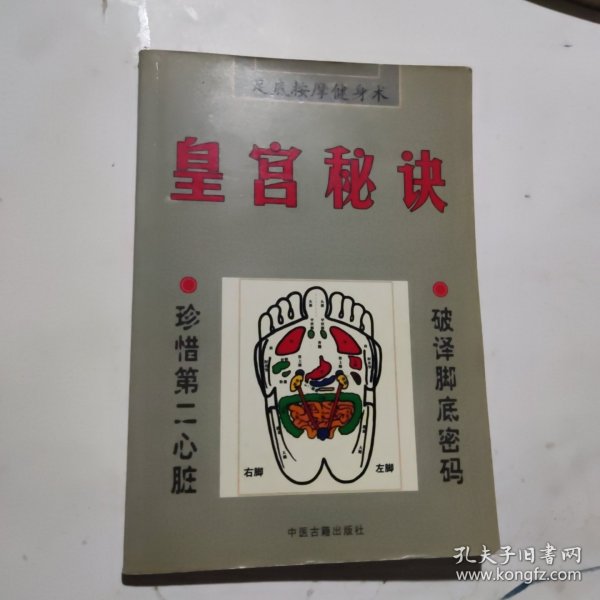 足底按摩健身术
皇宫秘诀
珍惜第二心脏
破译脚底密码
右脚
左脚
中医古籍出版社
孔夫子旧书网
www.kongfz.com